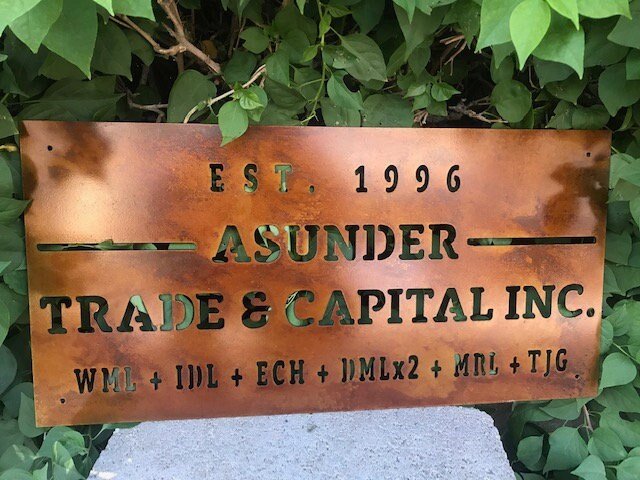 EST. 1996
ASUNDER
TRADE & CAPITAL INC.
WML + IDL + ECH + DMLx2 + MRL + TJG